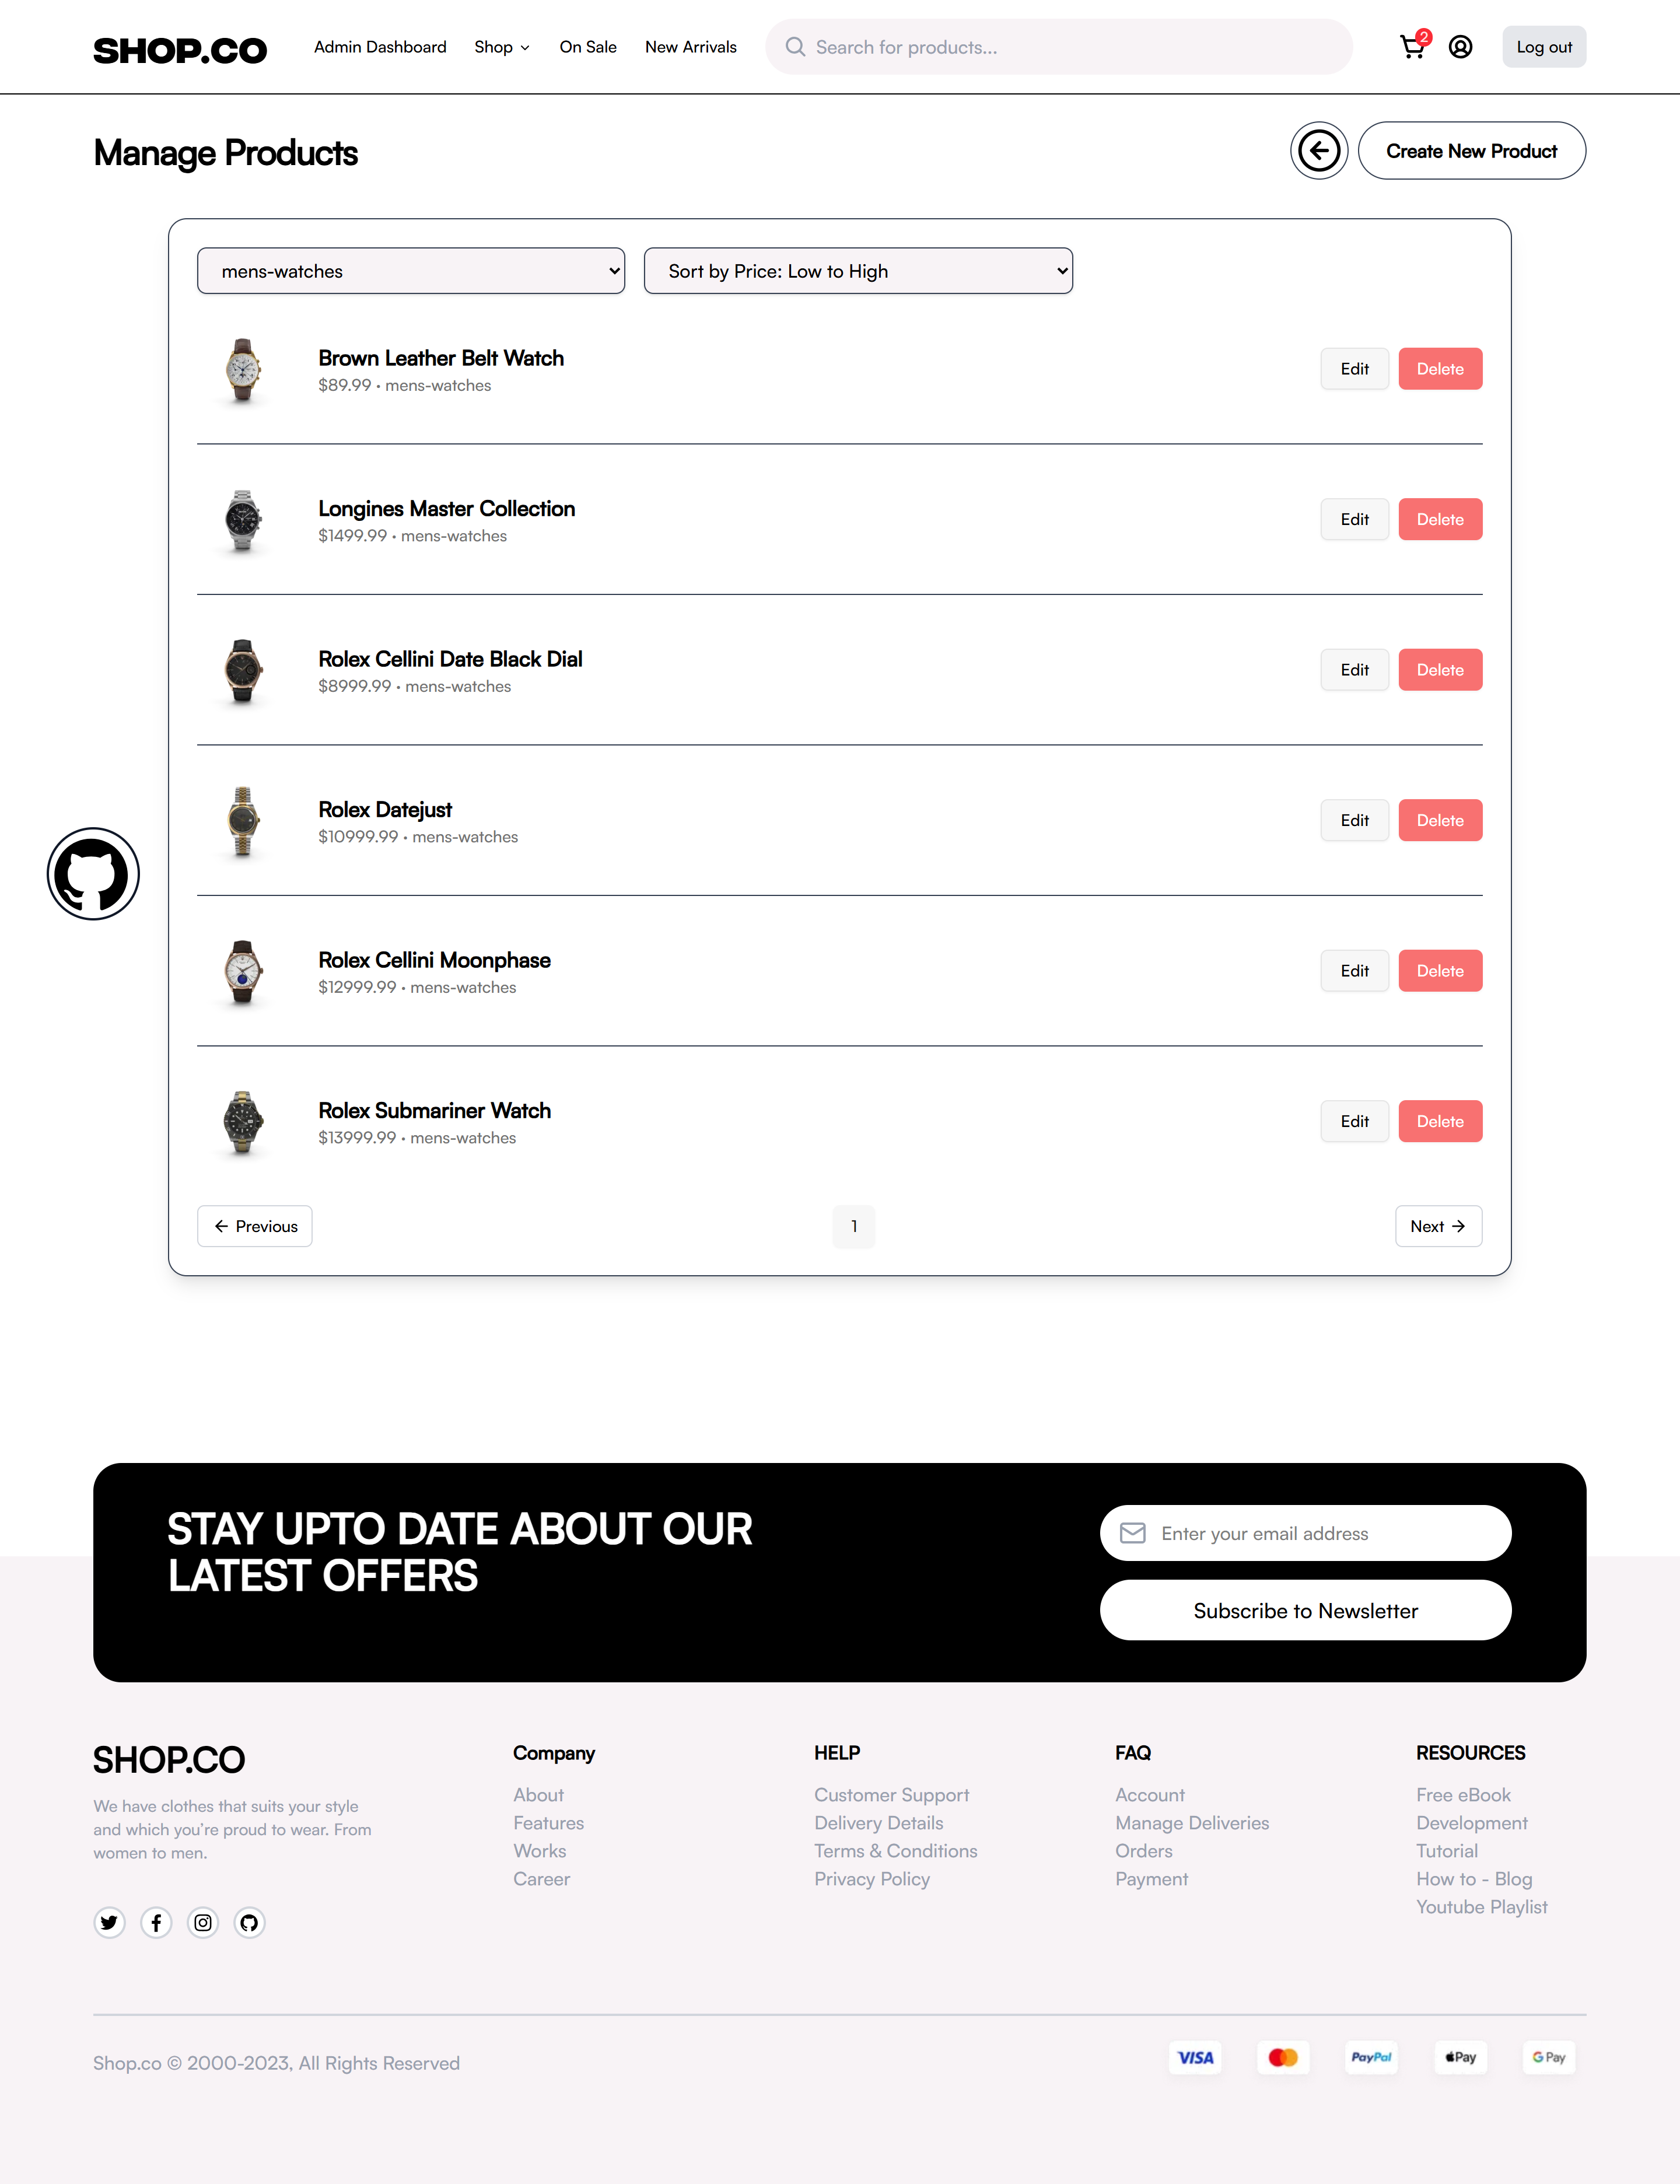 SHOP.CO
Admin Dashboard
Shop
On Sale
New Arrivals
Search for products...
2
Log out
Manage Products
Create New Product
mens-watches
Sort by Price: Low to High
Brown Leather Belt Watch
$89.99 • mens-watches
Edit
Delete
Longines Master Collection
$1499.99 • mens-watches
Edit
Delete
Rolex Cellini Date Black Dial
$8999.99 • mens-watches
Edit
Delete
Rolex Datejust
$10999.99 • mens-watches
Edit
Delete
Rolex Cellini Moonphase
$12999.99 • mens-watches
Edit
Delete
Rolex Submariner Watch
$13999.99 • mens-watches
Edit
Delete
← Previous
1
Next →
STAY UPTO DATE ABOUT OUR
LATEST OFFERS
Enter your email address
Subscribe to Newsletter
SHOP.CO
We have clothes that suits your style
and which you’re proud to wear. From
women to men.
Company
About
Features
Works
Career
HELP
Customer Support
Delivery Details
Terms & Conditions
Privacy Policy
FAQ
Account
Manage Deliveries
Orders
Payment
RESOURCES
Free eBook
Development
Tutorial
How to - Blog
Youtube Playlist
Shop.co © 2000-2023, All Rights Reserved
VISA
PayPal
Pay
G Pay